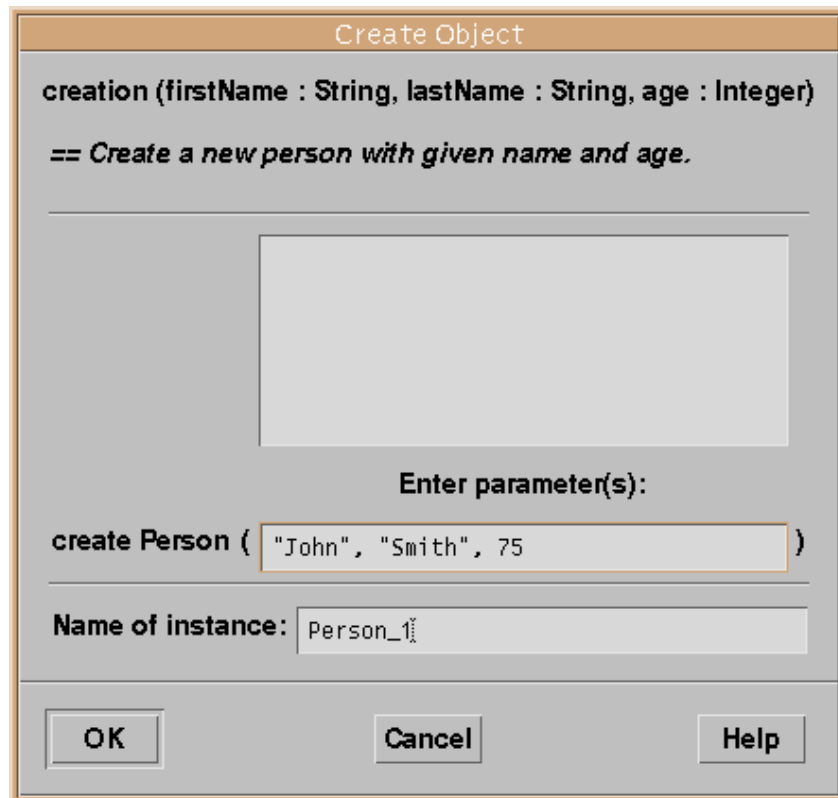 Create Object
creation (firstName : String, lastName : String, age : Integer)
== Create a new person with given name and age.
Enter parameter(s):
create Person ( "John", "Smith", 75 )
Name of instance: Person_1
OK Cancel Help